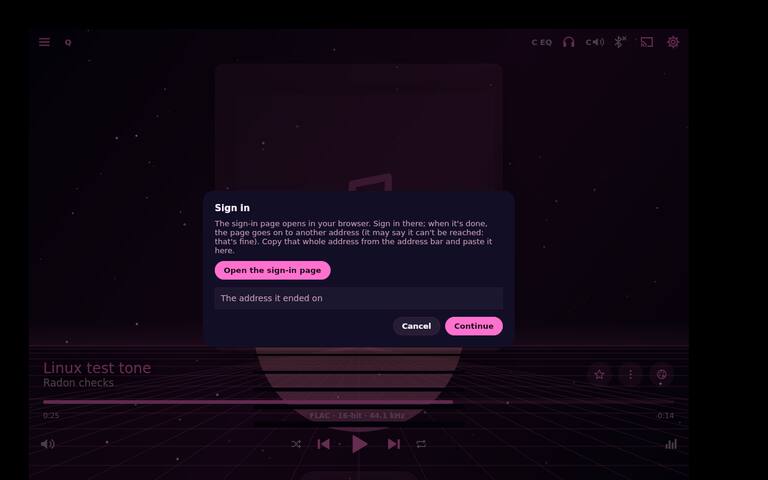 Q
C EQ
C
Sign in
The sign-in page opens in your browser. Sign in there; when it's done,
the page goes on to another address (it may say it can't be reached:
that's fine). Copy that whole address from the address bar and paste it
here.
Open the sign-in page
The address it ended on
Cancel
Continue
Linux test tone
Radon checks
0:25
FLAC · 16-bit · 44.1 kHz
-0:14